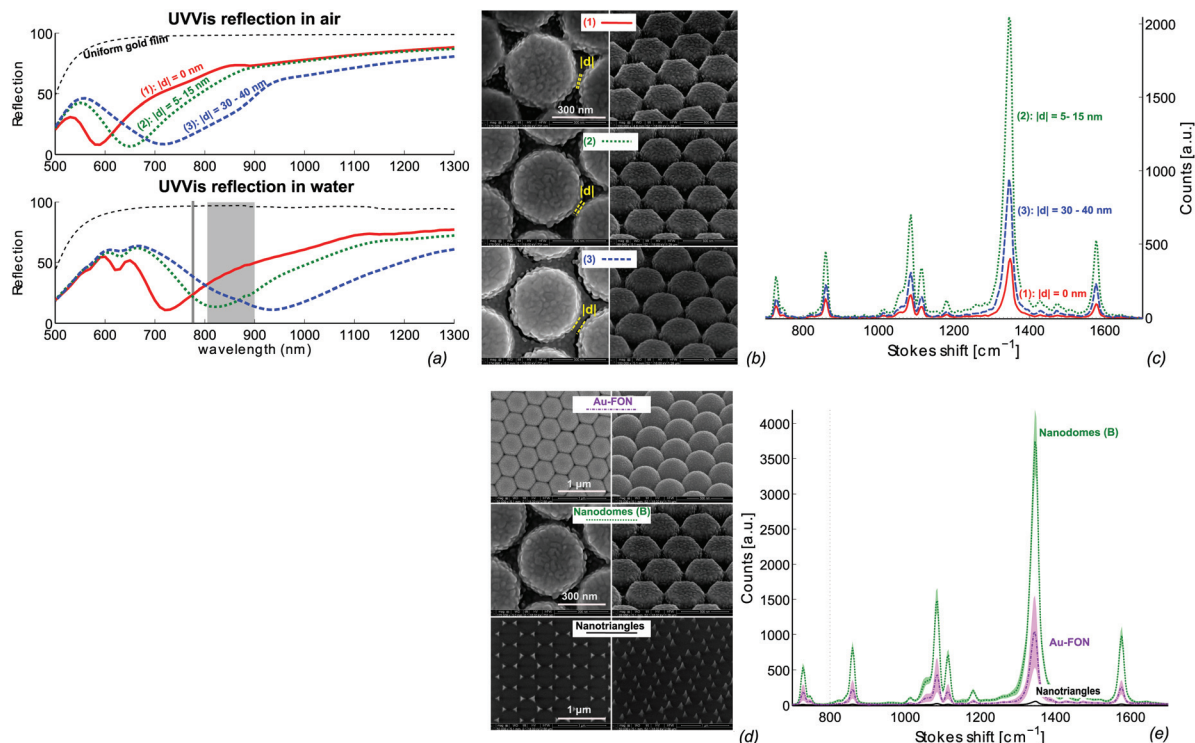 UVVis reflection in air
100
50
0
Reflection
Uniform gold film
(1): |d| = 0 nm
(2): |d| = 5- 15 nm
(3): |d| = 30 - 40 nm
500 600 700 800 900 1000 1100 1200 1300
UVVis reflection in water
100
50
0
Reflection
500 600 700 800 900 1000 1100 1200 1300
wavelength (nm)
(a)
(1)
|d|
300 nm
(2)
|d|
(3)
|d|
(b)
2000
1500
1000
500
0
Counts [a.u.]
(2): |d| = 5- 15 nm
(3): |d| = 30 - 40 nm
(1): |d| = 0 nm
800 1000 1200 1400 1600
Stokes shift [cm⁻¹]
(c)
Au-FON
1 µm
Nanodomes (B)
300 nm
Nanotriangles
1 µm
(d)
4000
3500
3000
2500
2000
1500
1000
500
0
Counts [a.u.]
Nanodomes (B)
Au-FON
Nanotriangles
800 1000 1200 1400 1600
Stokes shift [cm⁻¹]
(e)